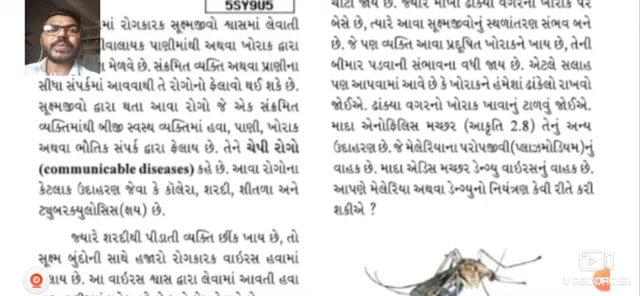 5SY9U5
માં રોગકારક સૂક્ષ્મજીવો શ્વાસમાં લેવાતી
વાલાયક પાણીમાંથી અથવા ખોરાક દ્વારા
મેળવે છે. સંક્રમિત વ્યક્તિ અથવા પ્રાણીના
સીધા સંપર્કમાં આવવાથી તે રોગોનો ફેલાવો થઈ શકે છે.
સૂક્ષ્મજીવો દ્વારા થતા આવા રોગો જે એક સંક્રમિત
વ્યક્તિમાંથી બીજી સ્વસ્થ વ્યક્તિમાં હવા, પાણી, ખોરાક
અથવા ભૌતિક સંપર્ક દ્વારા ફેલાય છે. તેને ચેપી રોગો
(communicable diseases) કહે છે. આવા રોગોના
કેટલાક ઉદાહરણ જેવા કે કૉલેરા, શરદી, શીતળા અને
ટ્યુબરક્યુલોસિસ(ક્ષય) છે.
જ્યારે શરદીથી પીડાતી વ્યક્તિ છીંક ખાય છે, તો
સૂક્ષ્મ બુંદોની સાથે હજારો રોગકારક વાઇરસ હવામાં
લાય છે. આ વાઇરસ શ્વાસ દ્વારા લેવામાં આવતી હવા
ચાટી જાય છે. જ્યારે માખી ઢાંક્યા વગરના ખોરાક પર
બેસે છે, ત્યારે આવા સૂક્ષ્મજીવોનું સ્થળાંતરણ સંભવ બને
છે. જે પણ વ્યક્તિ આવા પ્રદૂષિત ખોરાકને ખાય છે, તેની
બીમાર પડવાની સંભાવના વધી જાય છે. એટલે સલાહ
પણ આપવામાં આવે છે કે ખોરાકને હંમેશાં ઢાંકેલો રાખવો
જોઈએ. ઢાંક્યા વગરનો ખોરાક ખાવાનું ટાળવું જોઈએ.
માદા એનોફિલિસ મચ્છર (આકૃતિ 2.8) તેનું અન્ય
ઉદાહરણ છે. જે મેલેરિયાના પરોપજીવી(પ્લાઝમોડિયમ)નું
વાહક છે. માદા એડિસ મચ્છર ડેન્ગ્યુ વાઇરસનું વાહક છે.
આપણે મેલેરિયા અથવા ડેન્ગ્યુનો નિયંત્રણ કેવી રીતે કરી
શકીએ ?
V RECORDER